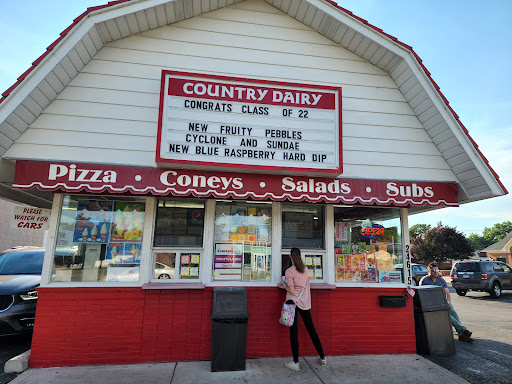 COUNTRY DAIRY
CONGRATS CLASS OF 22
NEW FRUITY PEBBLES
CYCLONE AND SUNDAE
NEW BLUE RASPBERRY HARD DIP
Pizza • Coneys • Salads • Subs
PLEASE
WATCH FOR
CARS
OPEN